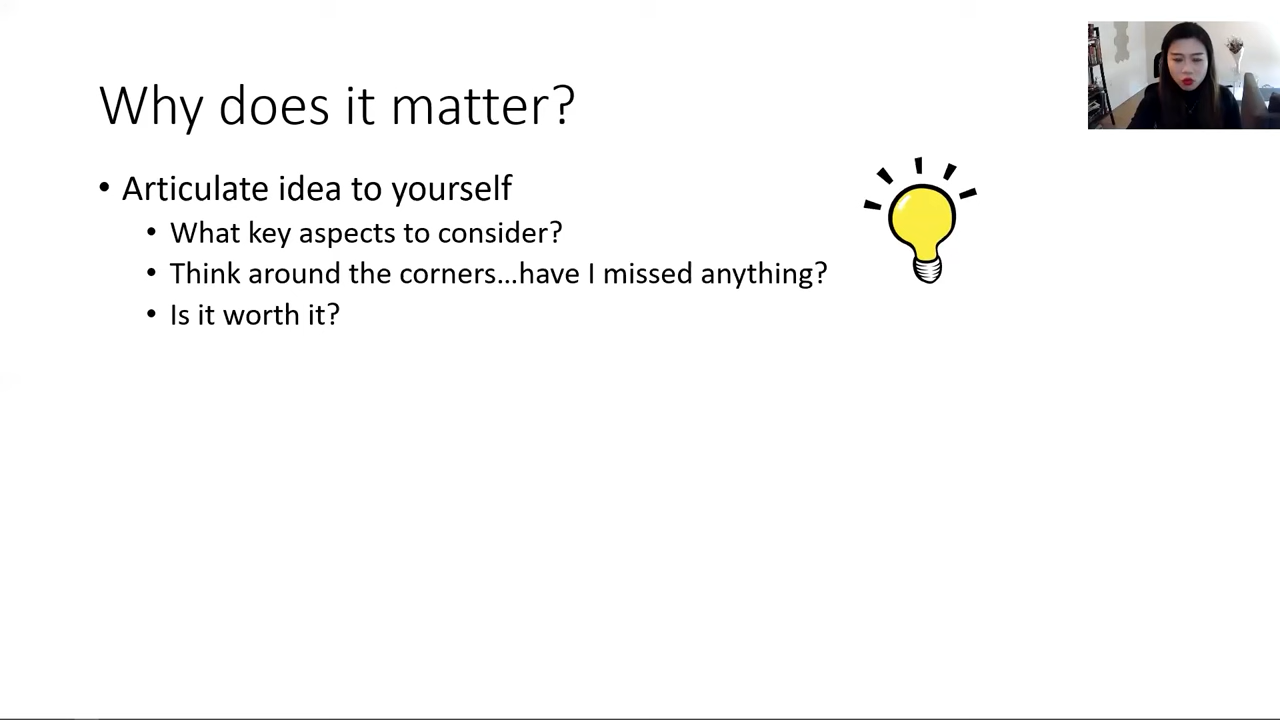 Why does it matter?
• Articulate idea to yourself
• What key aspects to consider?
• Think around the corners...have I missed anything?
• Is it worth it?